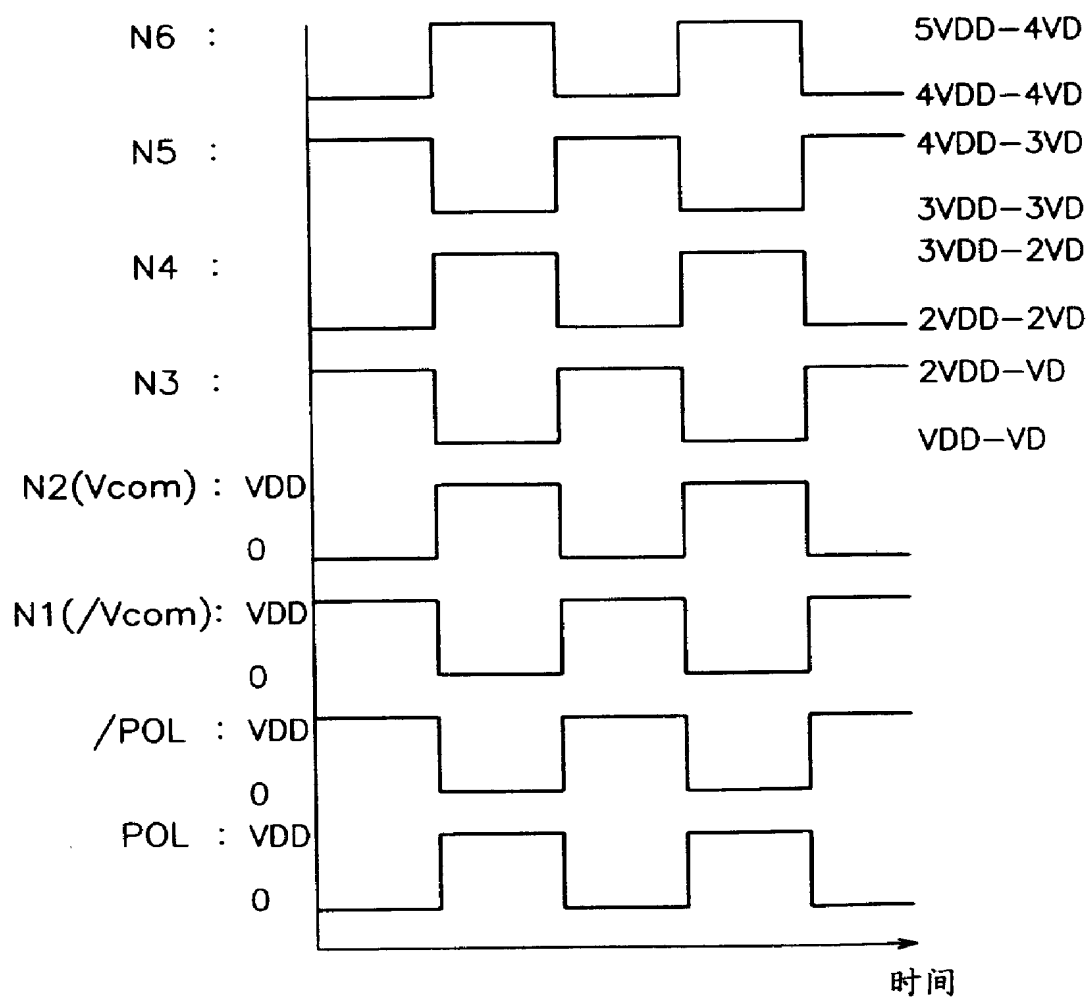 N6 : 5VDD-4VD
4VDD-4VD
N5 : 4VDD-3VD
3VDD-3VD
N4 : 3VDD-2VD
2VDD-2VD
N3 : 2VDD-VD
VDD-VD
N2(Vcom) : VDD
0
N1(/Vcom): VDD
0
/POL : VDD
0
POL : VDD
0
时间